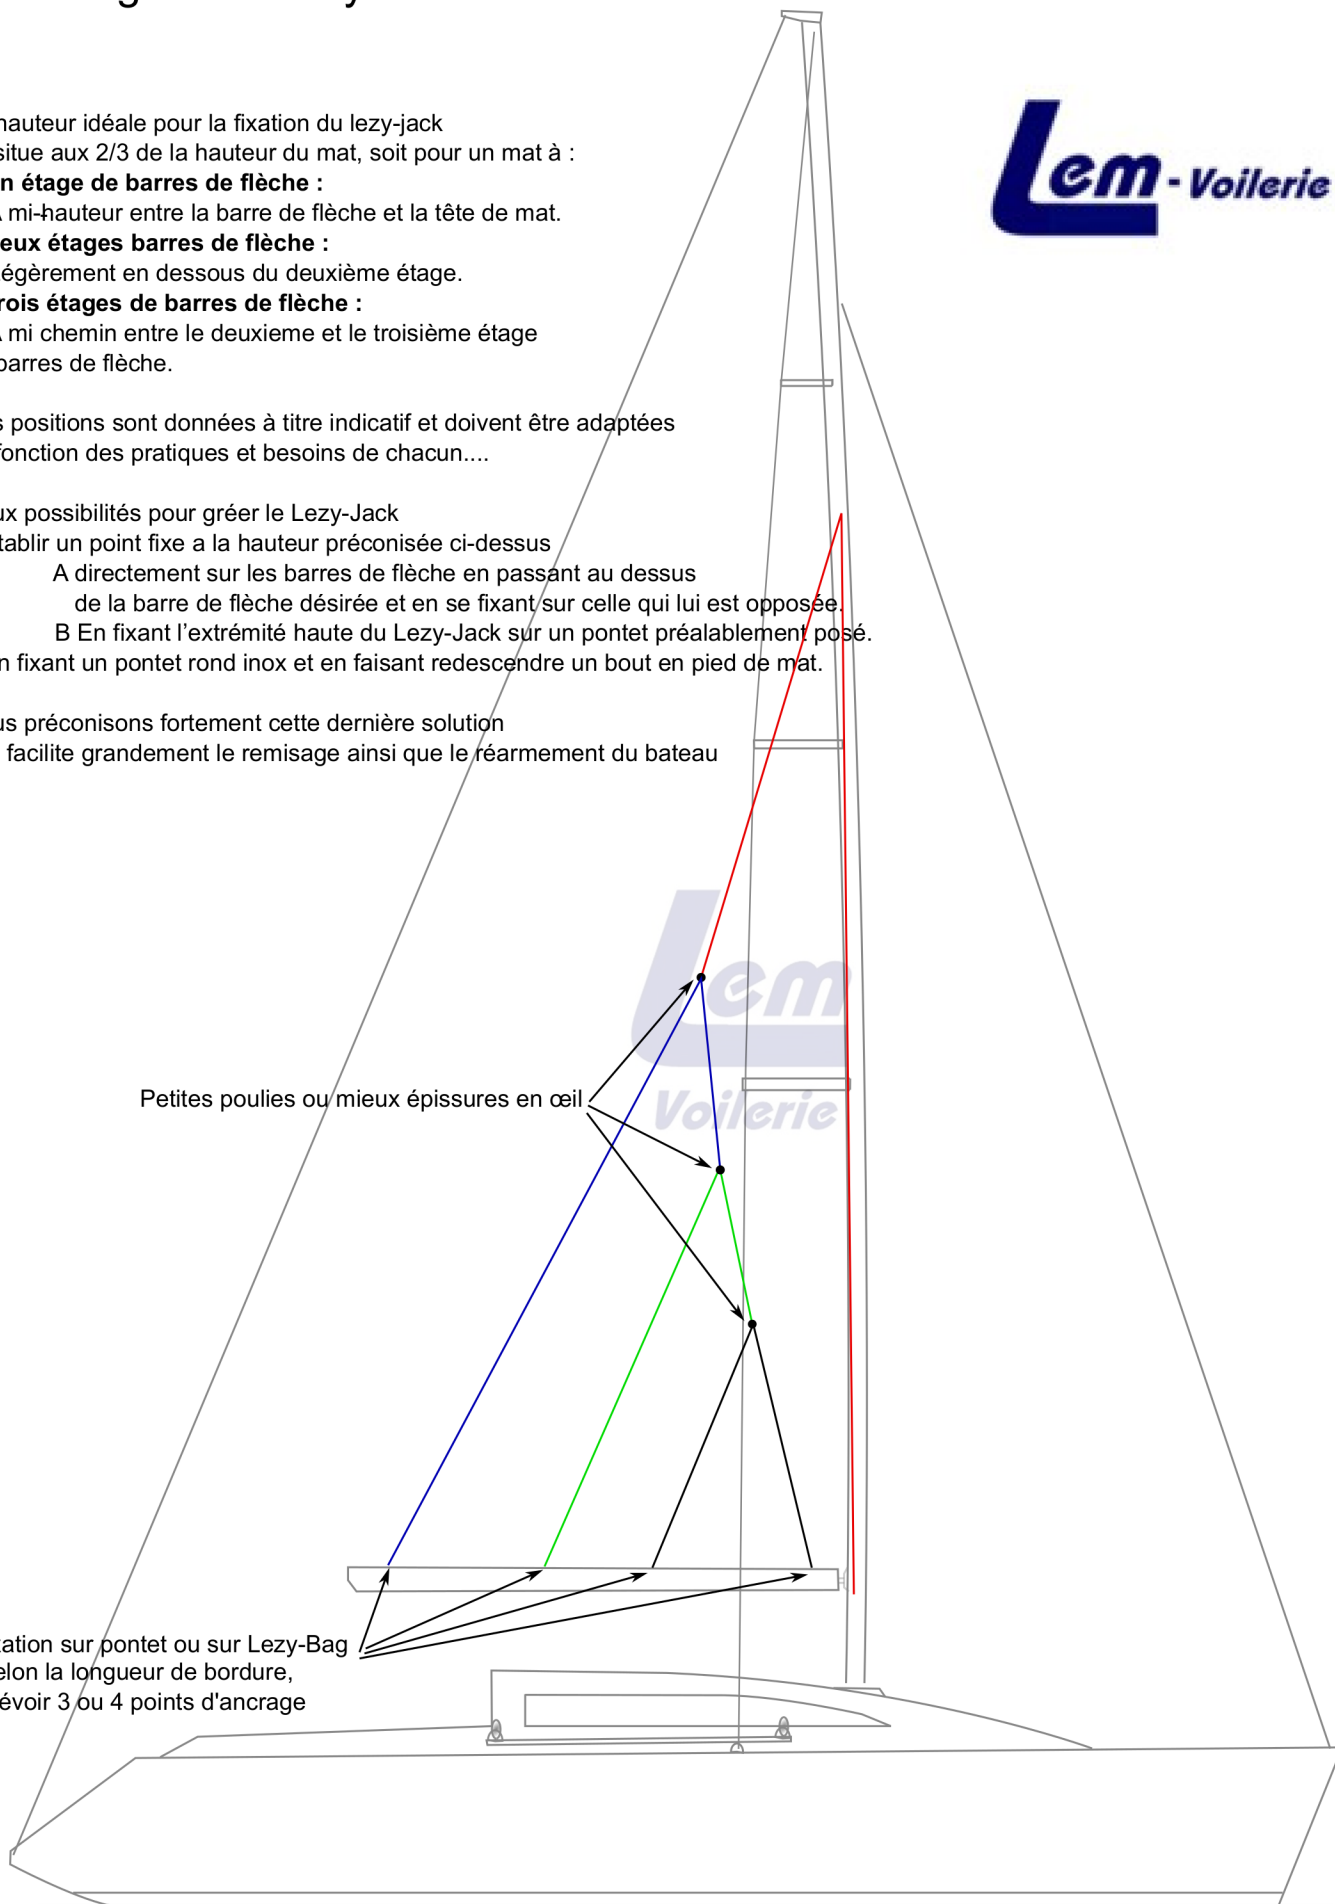 hauteur idéale pour la fixation du lezy-jack
situe aux 2/3 de la hauteur du mat, soit pour un mat à :
n étage de barres de flèche :
mi-hauteur entre la barre de flèche et la tête de mat.
eux étages barres de flèche :
égèrement en dessous du deuxième étage.
rois étages de barres de flèche :
mi chemin entre le deuxieme et le troisième étage
barres de flèche.
s positions sont données à titre indicatif et doivent être adaptées
fonction des pratiques et besoins de chacun....
ux possibilités pour gréer le Lezy-Jack
tablir un point fixe a la hauteur préconisée ci-dessus
A directement sur les barres de flèche en passant au dessus
de la barre de flèche désirée et en se fixant sur celle qui lui est opposée.
B En fixant l’extrémité haute du Lezy-Jack sur un pontet préalablement posé.
n fixant un pontet rond inox et en faisant redescendre un bout en pied de mat.
us préconisons fortement cette dernière solution
facilite grandement le remisage ainsi que le réarmement du bateau
Lem - Voilerie
Lem
Voilerie
Petites poulies ou mieux épissures en œil
ation sur pontet ou sur Lezy-Bag
elon la longueur de bordure,
évoir 3 ou 4 points d'ancrage